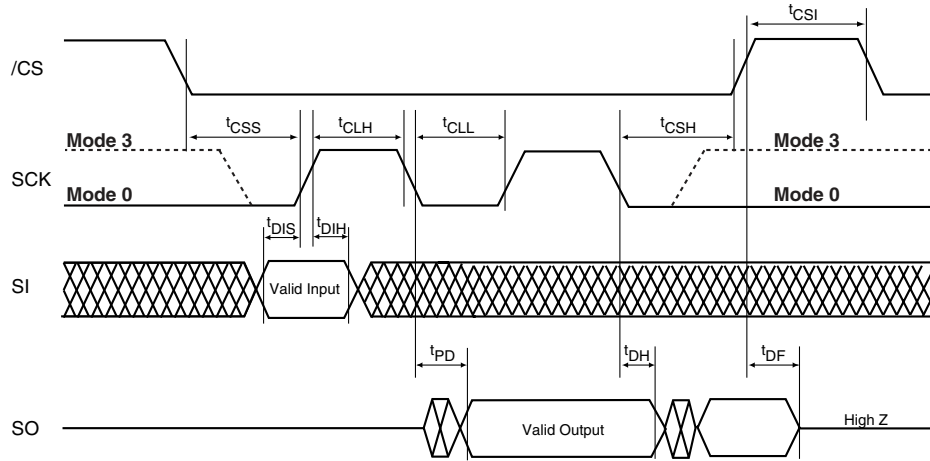 tCSI
/CS
tCSS
tCLH
tCLL
tCSH
Mode 3
Mode 3
SCK
Mode 0
Mode 0
tDIS
tDIH
SI
Valid Input
tPD
tDH
tDF
SO
Valid Output
High Z